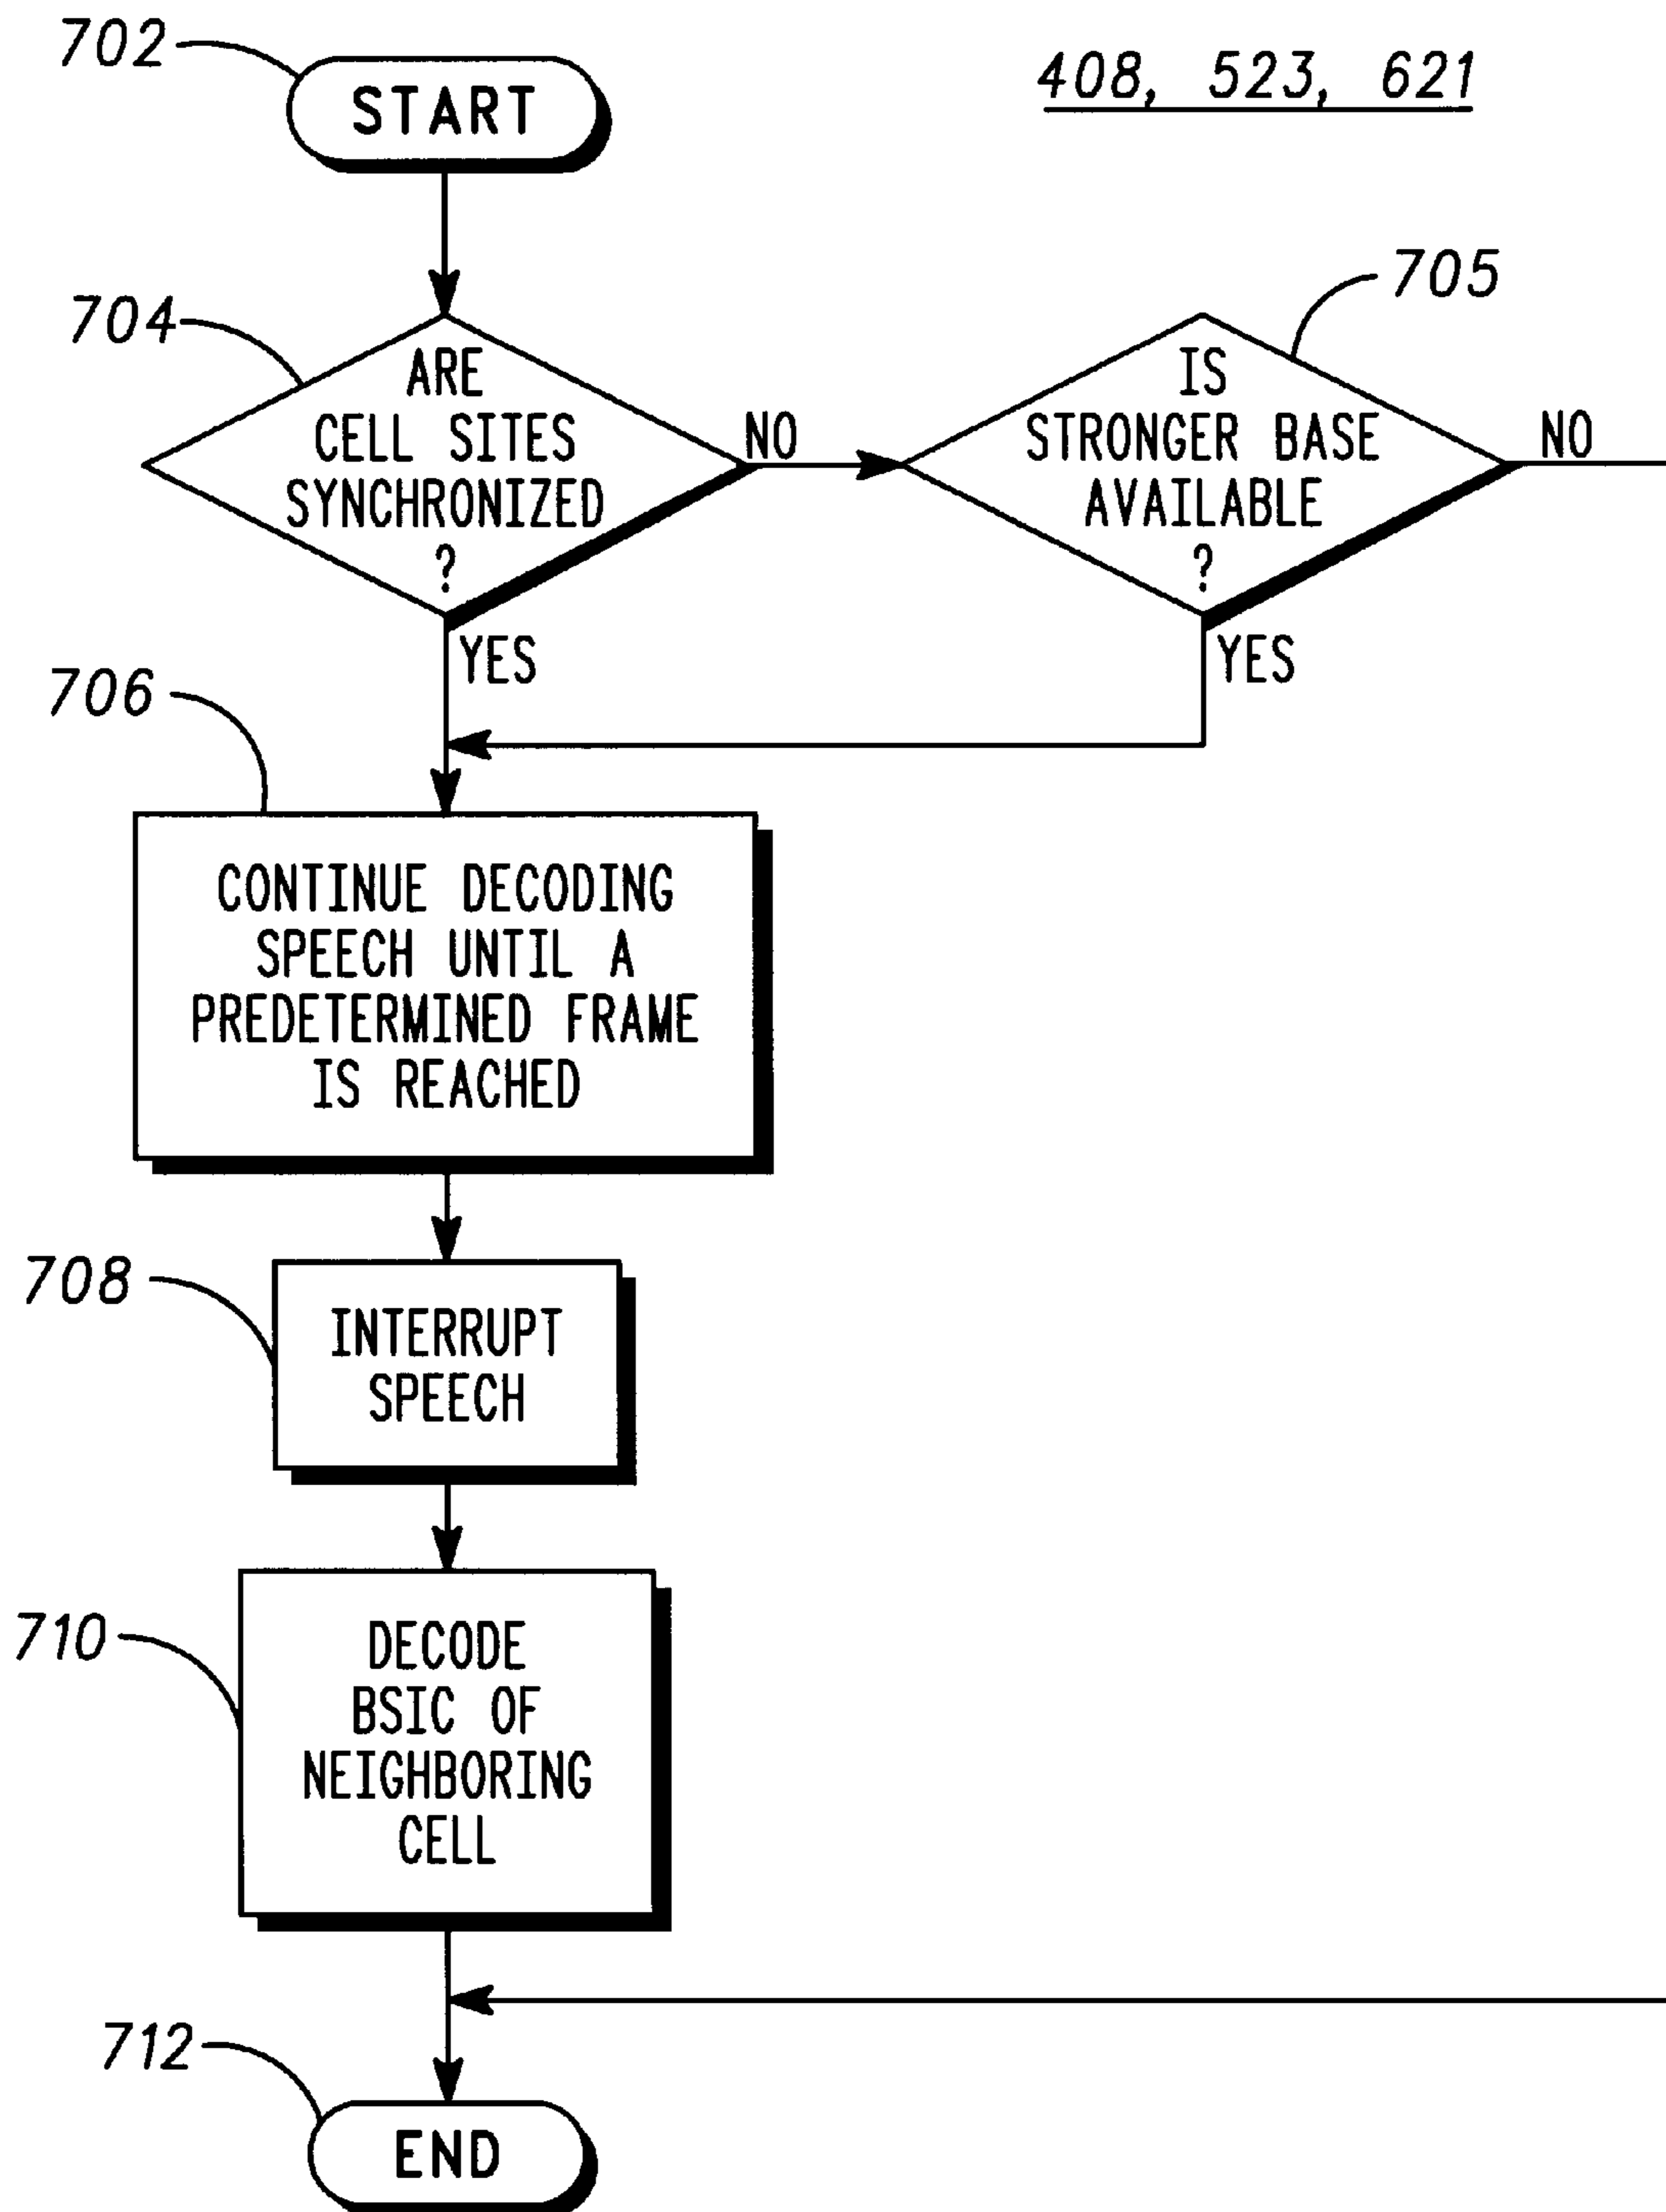 702
START
408, 523, 621
704
ARE
CELL SITES
SYNCHRONIZED
?
NO
YES
705
IS
STRONGER BASE
AVAILABLE
?
NO
YES
706
CONTINUE DECODING
SPEECH UNTIL A
PREDETERMINED FRAME
IS REACHED
708
INTERRUPT
SPEECH
710
DECODE
BSIC OF
NEIGHBORING
CELL
712
END